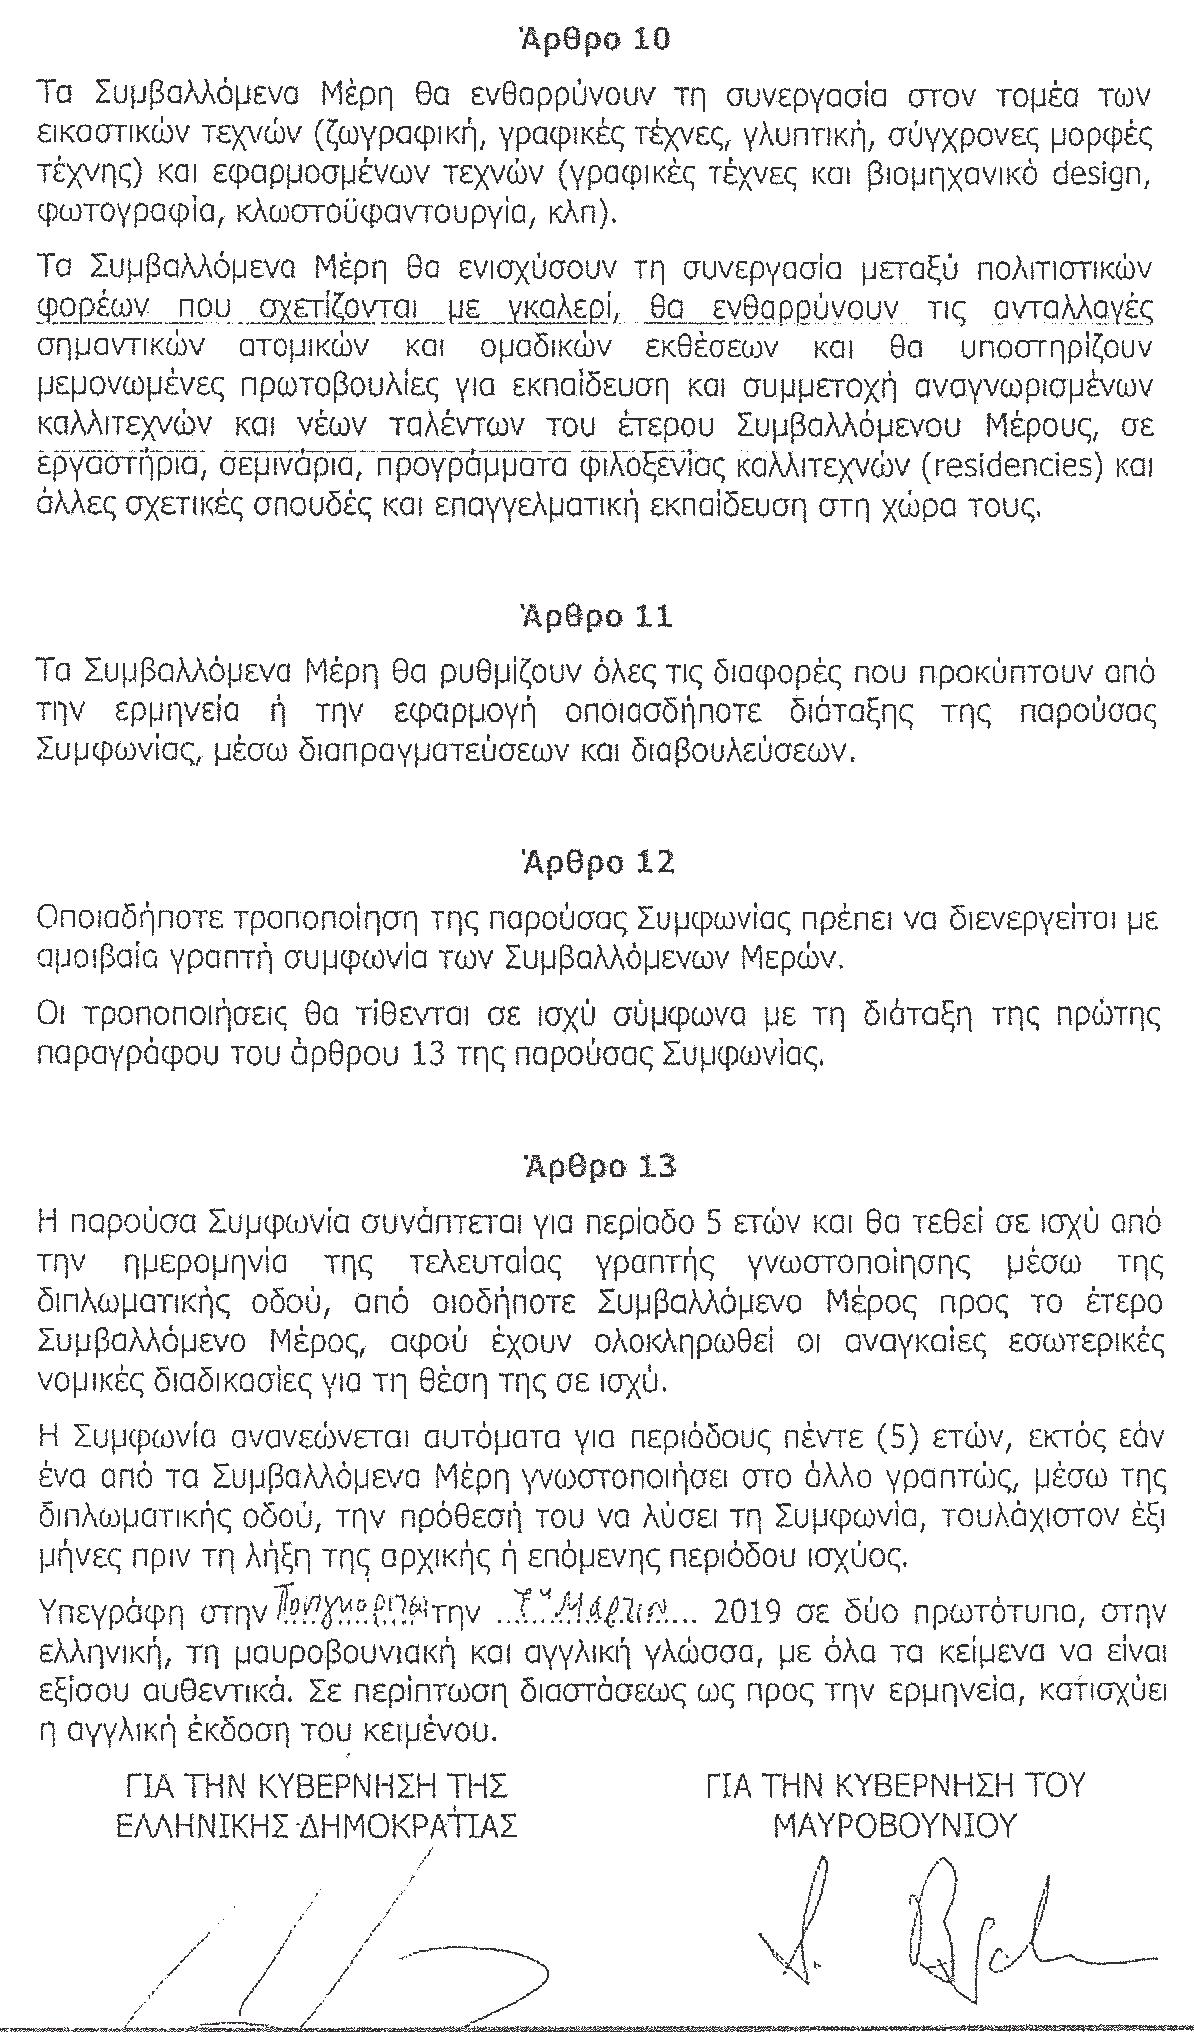 Άρθρο 10
Τα Συμβαλλόμενα Μέρη θα ενθαρρύνουν τη συνεργασία στον τομέα των
εικαστικών τεχνών (ζωγραφική, γραφικές τέχνες, γλυπτική, σύγχρονες μορφές
τέχνης) και εφαρμοσμένων τεχνών (γραφικές τέχνες και βιομηχανικό design,
φωτογραφία, κλωστοϋφαντουργία, κλπ).
Τα Συμβαλλόμενα Μέρη θα ενισχύσουν τη συνεργασία μεταξύ πολιτιστικών
φορέων που σχετίζονται με γκαλερί, θα ενθαρρύνουν τις ανταλλαγές
σημαντικών ατομικών και ομαδικών εκθέσεων και θα υποστηρίζουν
μεμονωμένες πρωτοβουλίες για εκπαίδευση και συμμετοχή αναγνωρισμένων
καλλιτεχνών και νέων ταλέντων του έτερου Συμβαλλόμενου Μέρους, σε
εργαστήρια, σεμινάρια, προγράμματα φιλοξενίας καλλιτεχνών (residencies) και
άλλες σχετικές σπουδές και επαγγελματική εκπαίδευση στη χώρα τους.
Άρθρο 11
Τα Συμβαλλόμενα Μέρη θα ρυθμίζουν όλες τις διαφορές που προκύπτουν από
την ερμηνεία ή την εφαρμογή οποιασδήποτε διάταξης της παρούσας
Συμφωνίας, μέσω διαπραγματεύσεων και διαβουλεύσεων.
Άρθρο 12
Οποιαδήποτε τροποποίηση της παρούσας Συμφωνίας πρέπει να διενεργείται με
αμοιβαία γραπτή συμφωνία των Συμβαλλόμενων Μερών.
Οι τροποποιήσεις θα τίθενται σε ισχύ σύμφωνα με τη διάταξη της πρώτης
παραγράφου του άρθρου 13 της παρούσας Συμφωνίας.
Άρθρο 13
Η παρούσα Συμφωνία συνάπτεται για περίοδο 5 ετών και θα τεθεί σε ισχύ από
την ημερομηνία της τελευταίας γραπτής γνωστοποίησης μέσω της
διπλωματικής οδού, από οιοδήποτε Συμβαλλόμενο Μέρος προς το έτερο
Συμβαλλόμενο Μέρος, αφού έχουν ολοκληρωθεί οι αναγκαίες εσωτερικές
νομικές διαδικασίες για τη θέση της σε ισχύ.
Η Συμφωνία ανανεώνεται αυτόματα για περιόδους πέντε (5) ετών, εκτός εάν
ένα από τα Συμβαλλόμενα Μέρη γνωστοποιήσει στο άλλο γραπτώς, μέσω της
διπλωματικής οδού, την πρόθεσή του να λύσει τη Συμφωνία, τουλάχιστον έξι
μήνες πριν τη λήξη της αρχικής ή επόμενης περιόδου ισχύος.
Υπεγράφη στην την Μαρτίου 2019 σε δύο πρωτότυπα, στην
ελληνική, τη μαυροβουνιακή και αγγλική γλώσσα, με όλα τα κείμενα να είναι
εξίσου αυθεντικά. Σε περίπτωση διαστάσεως ως προς την ερμηνεία, κατισχύει
η αγγλική έκδοση του κειμένου.
ΓΙΑ ΤΗΝ ΚΥΒΕΡΝΗΣΗ ΤΗΣ
ΕΛΛΗΝΙΚΗΣ ΔΗΜΟΚΡΑΤΙΑΣ
ΓΙΑ ΤΗΝ ΚΥΒΕΡΝΗΣΗ ΤΟΥ
ΜΑΥΡΟΒΟΥΝΙΟΥ